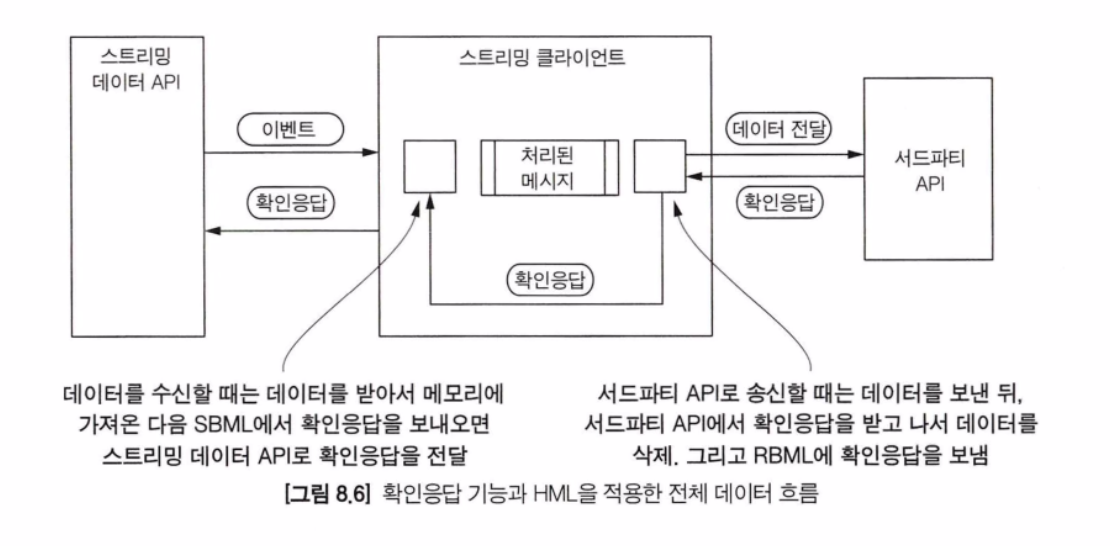 스트리밍
데이터 API
스트리밍 클라이언트
이벤트
확인응답
처리된
메시지
확인응답
데이터 전달
확인응답
서드파티
API
데이터를 수신할 때는 데이터를 받아서 메모리에
가져온 다음 SBML에서 확인응답을 보내오면
스트리밍 데이터 API로 확인응답을 전달
서드파티 API로 송신할 때는 데이터를 보낸 뒤,
서드파티 API에서 확인응답을 받고 나서 데이터를
삭제. 그리고 RBML에 확인응답을 보냄
[그림 8.6] 확인응답 기능과 HML을 적용한 전체 데이터 흐름